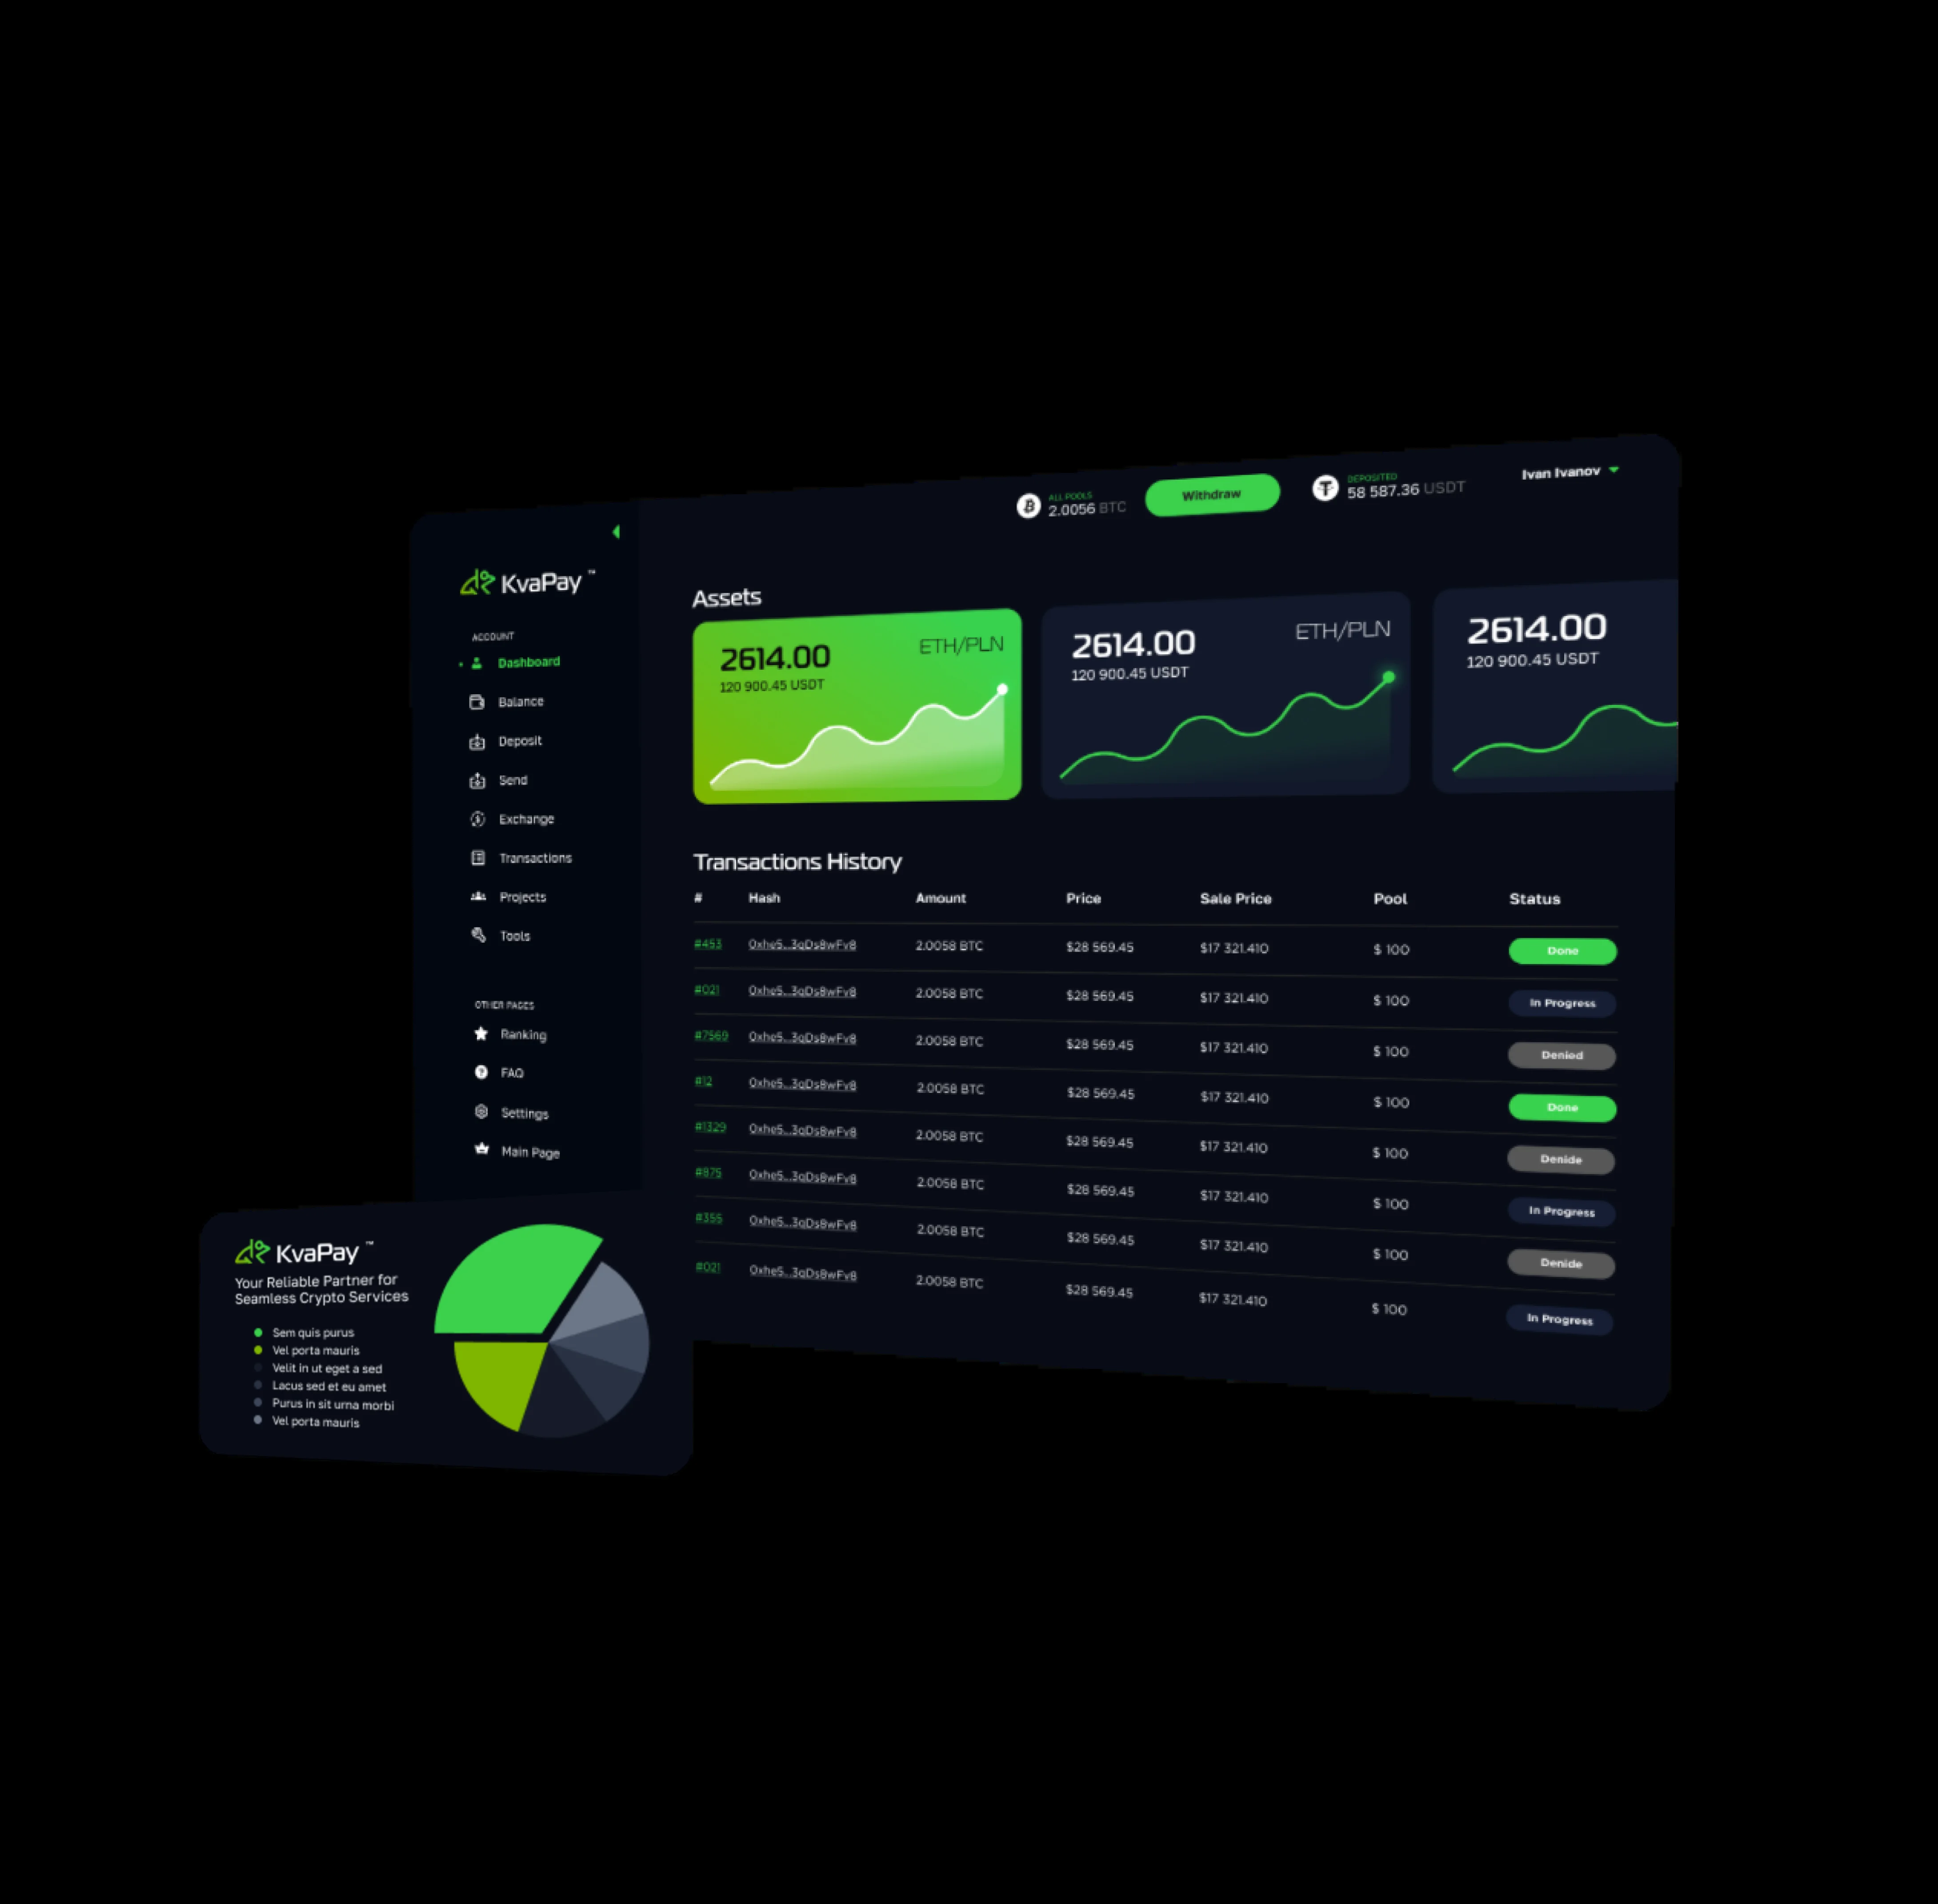 ALL POOLS
2.0056 BTC
Withdraw
DEPOSITED
58 587.36 USDT
Ivan Ivanov
KvaPay ™
ACCOUNT
Dashboard
Balance
Deposit
Send
Exchange
Transactions
Projects
Tools
OTHER PAGES
Ranking
FAQ
Settings
Main Page
Assets
2614.00 ETH/PLN
120 900.45 USDT
2614.00 ETH/PLN
120 900.45 USDT
2614.00
120 900.45 USDT
Transactions History
# Hash Amount Price Sale Price Pool Status
#453 0xhe5...3qDs8wFv8 2.0058 BTC $28 569.45 $17 321.410 $ 100 Done
#021 0xhe5...3qDs8wFv8 2.0058 BTC $28 569.45 $17 321.410 $ 100 In Progress
#7569 0xhe5...3qDs8wFv8 2.0058 BTC $28 569.45 $17 321.410 $ 100 Denied
#12 0xhe5...3qDs8wFv8 2.0058 BTC $28 569.45 $17 321.410 $ 100 Done
#1329 0xhe5...3qDs8wFv8 2.0058 BTC $28 569.45 $17 321.410 $ 100 Denide
#875 0xhe5...3qDs8wFv8 2.0058 BTC $28 569.45 $17 321.410 $ 100 In Progress
#355 0xhe5...3qDs8wFv8 2.0058 BTC $28 569.45 $17 321.410 $ 100 Denide
#021 0xhe5...3qDs8wFv8 2.0058 BTC $28 569.45 $17 321.410 $ 100 In Progress
KvaPay ™
Your Reliable Partner for
Seamless Crypto Services
Sem quis purus
Vel porta mauris
Velit in ut eget a sed
Lacus sed et eu amet
Purus in sit urna morbi
Vel porta mauris